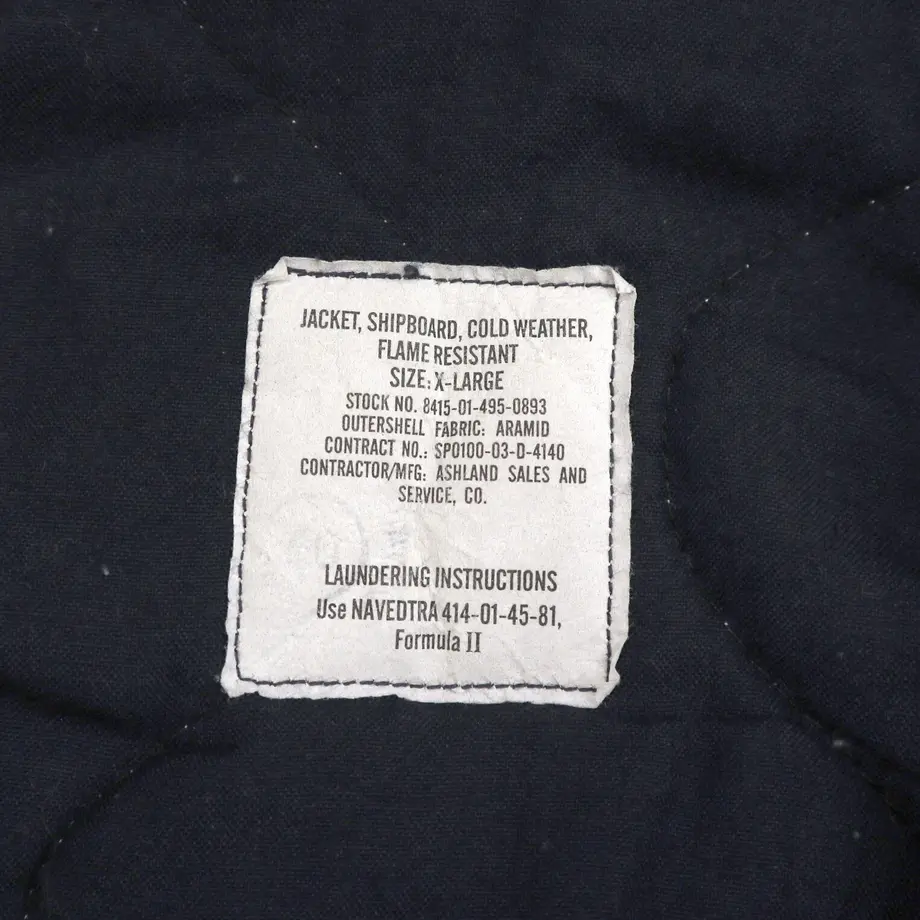 JACKET, SHIPBOARD, COLD WEATHER,
FLAME RESISTANT
SIZE: X-LARGE
STOCK NO. 8415-01-495-0893
OUTERSHELL FABRIC: ARAMID
CONTRACT NO.: SP0100-03-D-4140
CONTRACTOR/MFG: ASHLAND SALES AND
SERVICE, CO.
LAUNDERING INSTRUCTIONS
Use NAVEDTRA 414-01-45-81,
Formula II